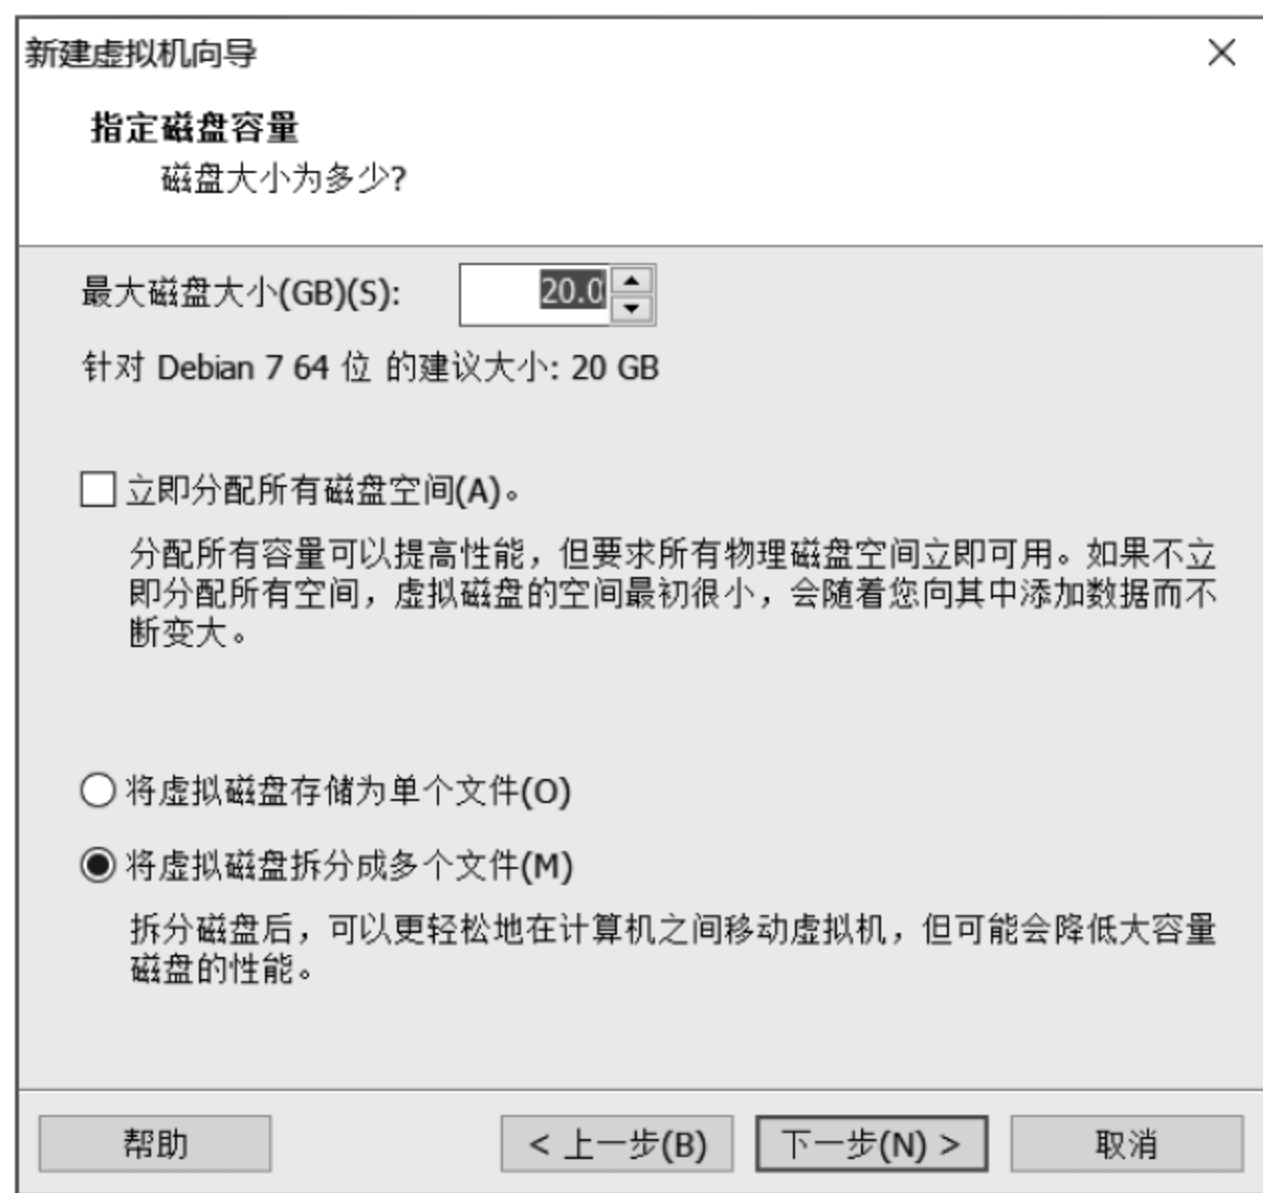 新建虚拟机向导
指定磁盘容量
磁盘大小为多少?
最大磁盘大小(GB)(S): 20.0
针对 Debian 7 64 位 的建议大小: 20 GB
立即分配所有磁盘空间(A)。
分配所有容量可以提高性能，但要求所有物理磁盘空间立即可用。如果不立
即分配所有空间，虚拟磁盘的空间最初很小，会随着您向其中添加数据而不
断变大。
将虚拟磁盘存储为单个文件(O)
将虚拟磁盘拆分成多个文件(M)
拆分磁盘后，可以更轻松地在计算机之间移动虚拟机，但可能会降低大容量
磁盘的性能。
帮助 < 上一步(B) 下一步(N) > 取消